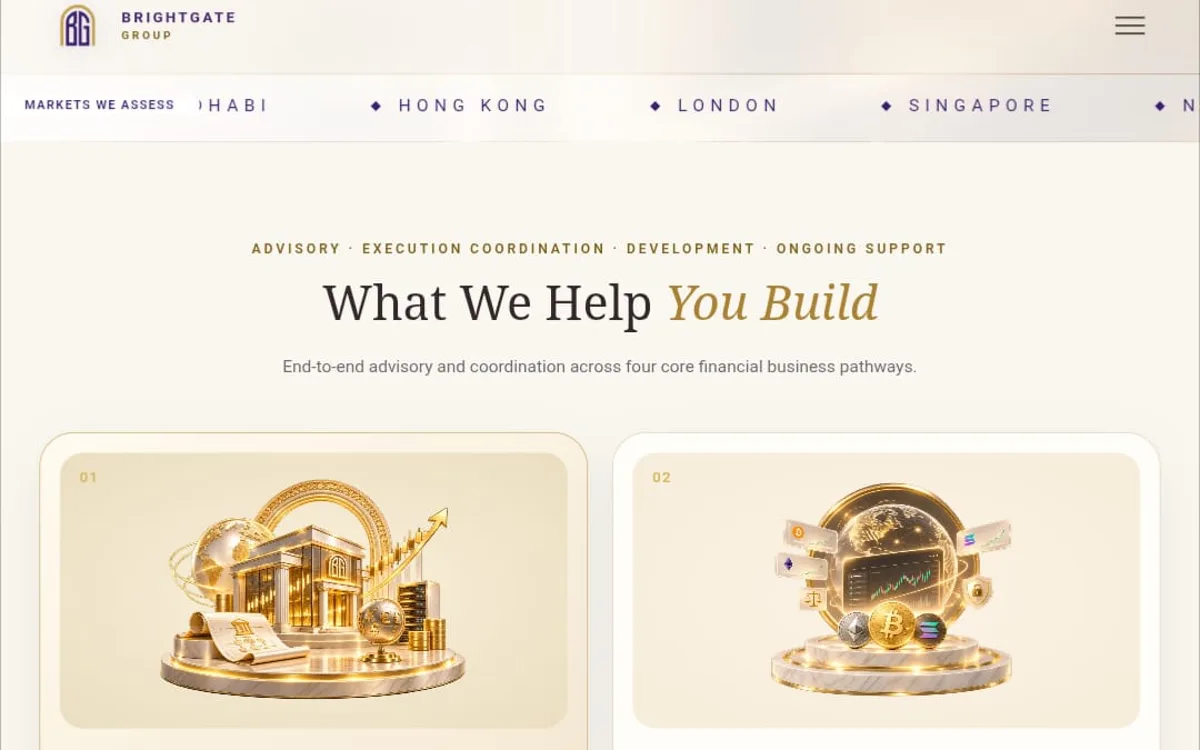 BRIGHTGATE
GROUP
MARKETS WE ASSESS
HABI ◆ HONG KONG ◆ LONDON ◆ SINGAPORE ◆ N
ADVISORY · EXECUTION COORDINATION · DEVELOPMENT · ONGOING SUPPORT
What We Help You Build
End-to-end advisory and coordination across four core financial business pathways.
01
02